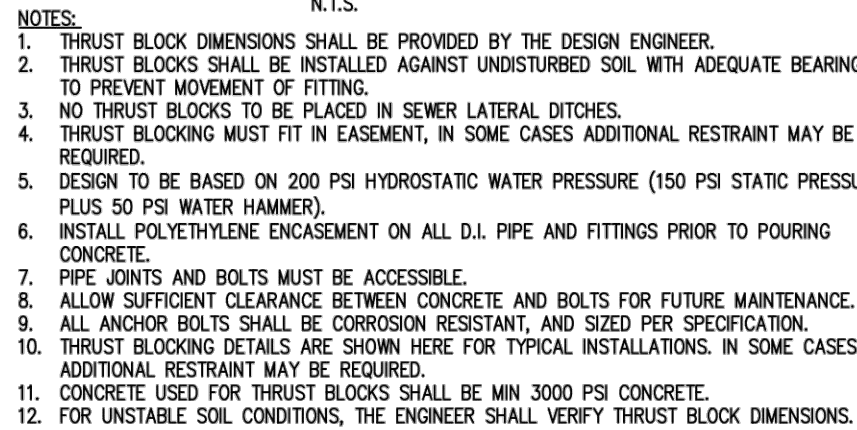 N.T.S.
NOTES:
1. THRUST BLOCK DIMENSIONS SHALL BE PROVIDED BY THE DESIGN ENGINEER.
2. THRUST BLOCKS SHALL BE INSTALLED AGAINST UNDISTURBED SOIL WITH ADEQUATE BEARING
TO PREVENT MOVEMENT OF FITTING.
3. NO THRUST BLOCKS TO BE PLACED IN SEWER LATERAL DITCHES.
4. THRUST BLOCKING MUST FIT IN EASEMENT, IN SOME CASES ADDITIONAL RESTRAINT MAY BE
REQUIRED.
5. DESIGN TO BE BASED ON 200 PSI HYDROSTATIC WATER PRESSURE (150 PSI STATIC PRESSU
PLUS 50 PSI WATER HAMMER).
6. INSTALL POLYETHYLENE ENCASEMENT ON ALL D.I. PIPE AND FITTINGS PRIOR TO POURING
CONCRETE.
7. PIPE JOINTS AND BOLTS MUST BE ACCESSIBLE.
8. ALLOW SUFFICIENT CLEARANCE BETWEEN CONCRETE AND BOLTS FOR FUTURE MAINTENANCE.
9. ALL ANCHOR BOLTS SHALL BE CORROSION RESISTANT, AND SIZED PER SPECIFICATION.
10. THRUST BLOCKING DETAILS ARE SHOWN HERE FOR TYPICAL INSTALLATIONS. IN SOME CASES
ADDITIONAL RESTRAINT MAY BE REQUIRED.
11. CONCRETE USED FOR THRUST BLOCKS SHALL BE MIN 3000 PSI CONCRETE.
12. FOR UNSTABLE SOIL CONDITIONS, THE ENGINEER SHALL VERIFY THRUST BLOCK DIMENSIONS.